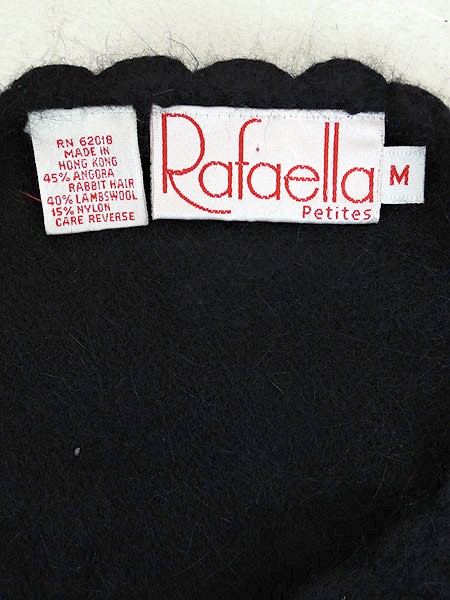 RN 62018
MADE IN
HONG KONG
45% ANGORA
RABBIT HAIR
40% LAMBSWOOL
15% NYLON
CARE REVERSE
Rafaella
Petites
M